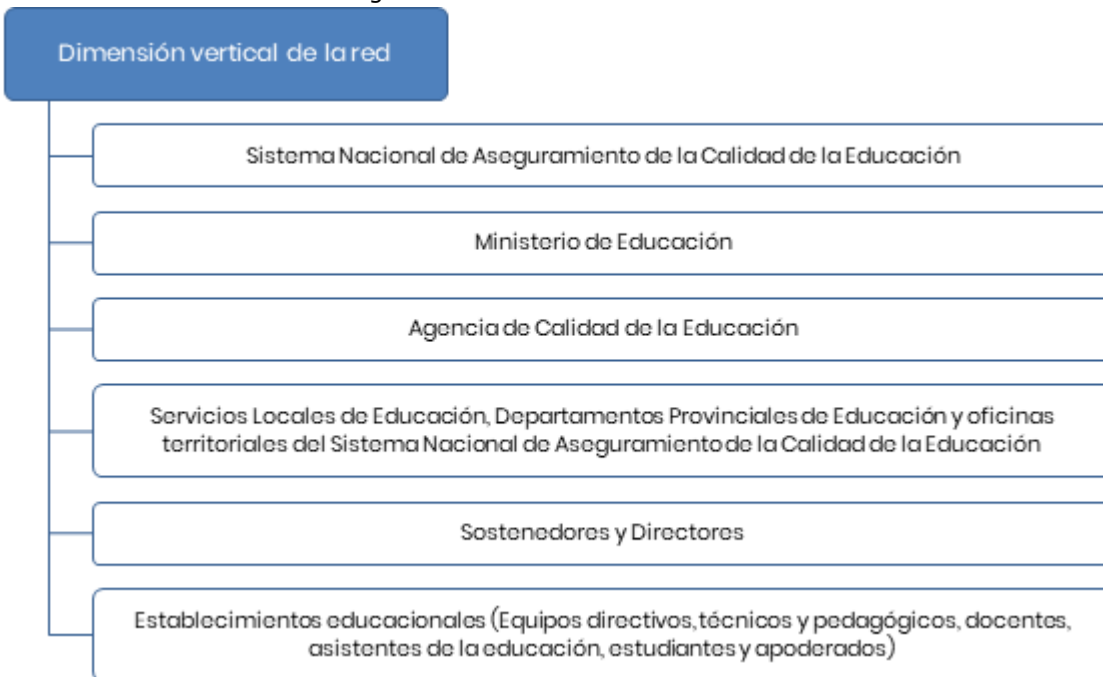 Dimensión vertical de la red
Sistema Nacional de Aseguramiento de la Calidad de la Educación
Ministerio de Educación
Agencia de Calidad de la Educación
Servicios Locales de Educación, Departamentos Provinciales de Educación y oficinas
territoriales del Sistema Nacional de Aseguramiento de la Calidad de la Educación
Sostenedores y Directores
Establecimientos educacionales (Equipos directivos, técnicos y pedagógicos, docentes,
asistentes de la educación, estudiantes y apoderados)